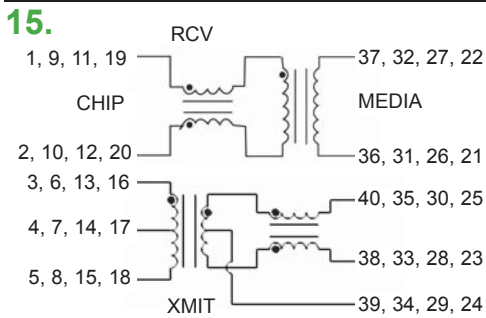 15.
RCV
1, 9, 11, 19
37, 32, 27, 22
CHIP
MEDIA
2, 10, 12, 20
36, 31, 26, 21
3, 6, 13, 16
40, 35, 30, 25
4, 7, 14, 17
38, 33, 28, 23
5, 8, 15, 18
XMIT
39, 34, 29, 24